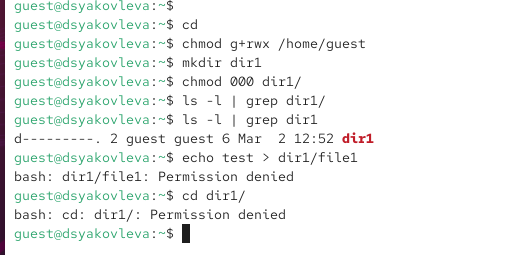 guest@dsyakovleva:~$
guest@dsyakovleva:~$ cd
guest@dsyakovleva:~$ chmod g+rwx /home/guest
guest@dsyakovleva:~$ mkdir dir1
guest@dsyakovleva:~$ chmod 000 dir1/
guest@dsyakovleva:~$ ls -l | grep dir1/
guest@dsyakovleva:~$ ls -l | grep dir1
d---------. 2 guest guest 6 Mar  2 12:52 dir1
guest@dsyakovleva:~$ echo test > dir1/file1
bash: dir1/file1: Permission denied
guest@dsyakovleva:~$ cd dir1/
bash: cd: dir1/: Permission denied
guest@dsyakovleva:~$